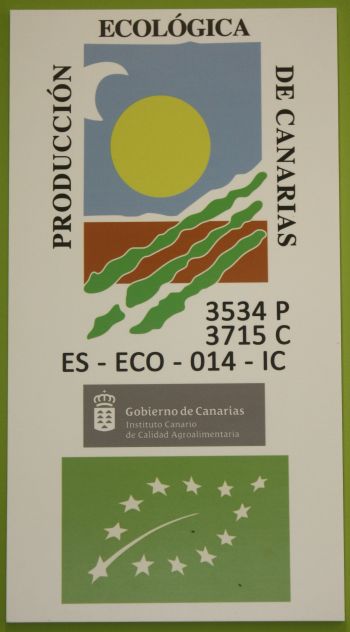 PRODUCCIÓN
ECOLÓGICA
DE CANARIAS
3534 P
3715 C
ES - ECO - 014 - IC
Gobierno de Canarias
Instituto Canario
de Calidad Agroalimentaria